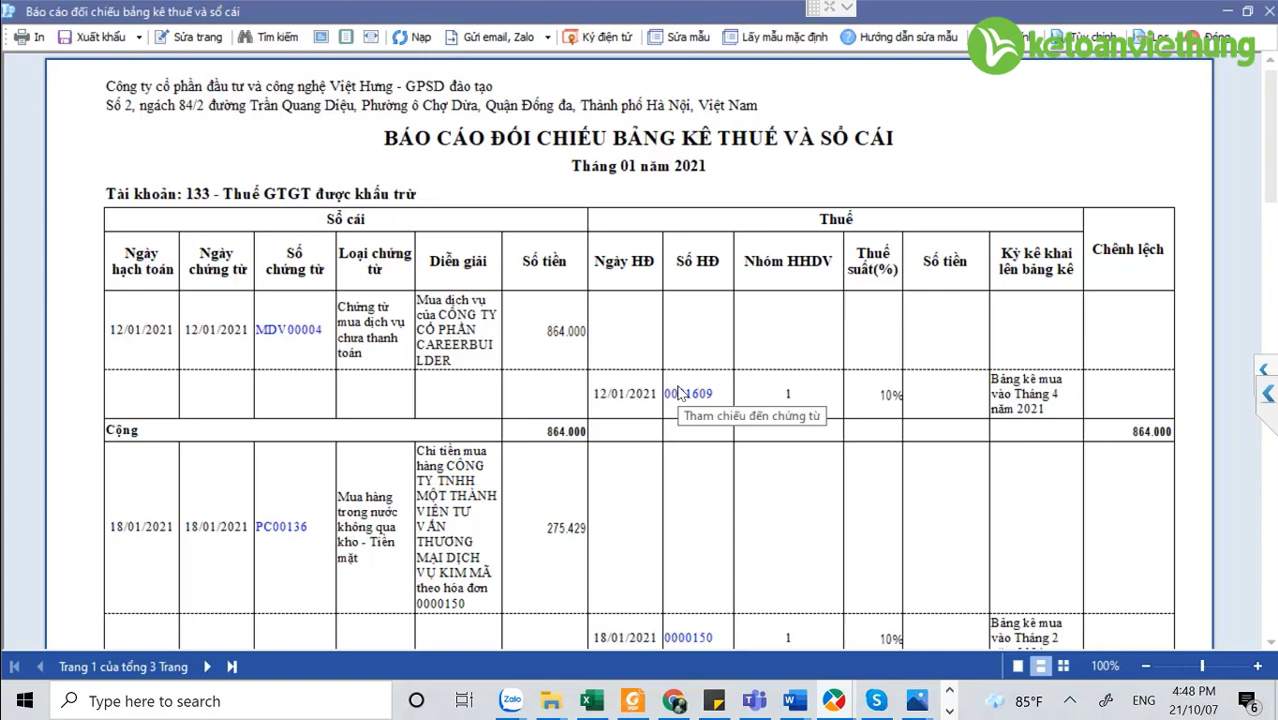 Báo cáo đối chiếu bảng kê thuế và sổ cái
In Xuất khẩu Sửa trang Tìm kiếm Nạp Gửi email, Zalo Ký điện tử Sửa mẫu Lấy mẫu mặc định Hướng dẫn sửa mẫu
ketoanviethung
Công ty cổ phần đầu tư và công nghệ Việt Hưng - GPSD đào tạo
Số 2, ngách 84/2 đường Trần Quang Diệu, Phường ô Chợ Dừa, Quận Đống đa, Thành phố Hà Nội, Việt Nam
BÁO CÁO ĐỐI CHIẾU BẢNG KÊ THUẾ VÀ SỔ CÁI
Tháng 01 năm 2021
Tài khoản: 133 - Thuế GTGT được khấu trừ
Sổ cái
Thuế
Chênh lệch
Ngày
hạch toán
Ngày
chứng từ
Số
chứng từ
Loại chứng
từ
Diễn giải
Số tiền
Ngày HĐ
Số HĐ
Nhóm HHDV
Thuế
suất(%)
Số tiền
Kỳ kê khai
lên bảng kê
12/01/2021
12/01/2021
MDV00004
Chứng từ
mua dịch vụ
chưa thanh
toán
Mua dịch vụ
của CÔNG TY
CỔ PHẦN
CAREERBUI
LDER
864.000
12/01/2021
1609
1
10%
Bảng kê mua
vào Tháng 4
năm 2021
Tham chiếu đến chứng từ
Cộng
864.000
864.000
18/01/2021
18/01/2021
PC00136
Mua hàng
trong nước
không qua
kho - Tiền
mặt
Chi tiền mua
hàng CÔNG
TY TNHH
MỘT THÀNH
VIÊN TƯ
VẤN
THƯƠNG
MẠI DỊCH
VỤ KIM MÃ
theo hóa đơn
0000150
275.429
18/01/2021
0000150
1
10%
Bảng kê mua
vào Tháng 2
Trang 1 của tổng 3 Trang
100%
Type here to search
Zalo
85°F
ENG
4:48 PM
21/10/07
6